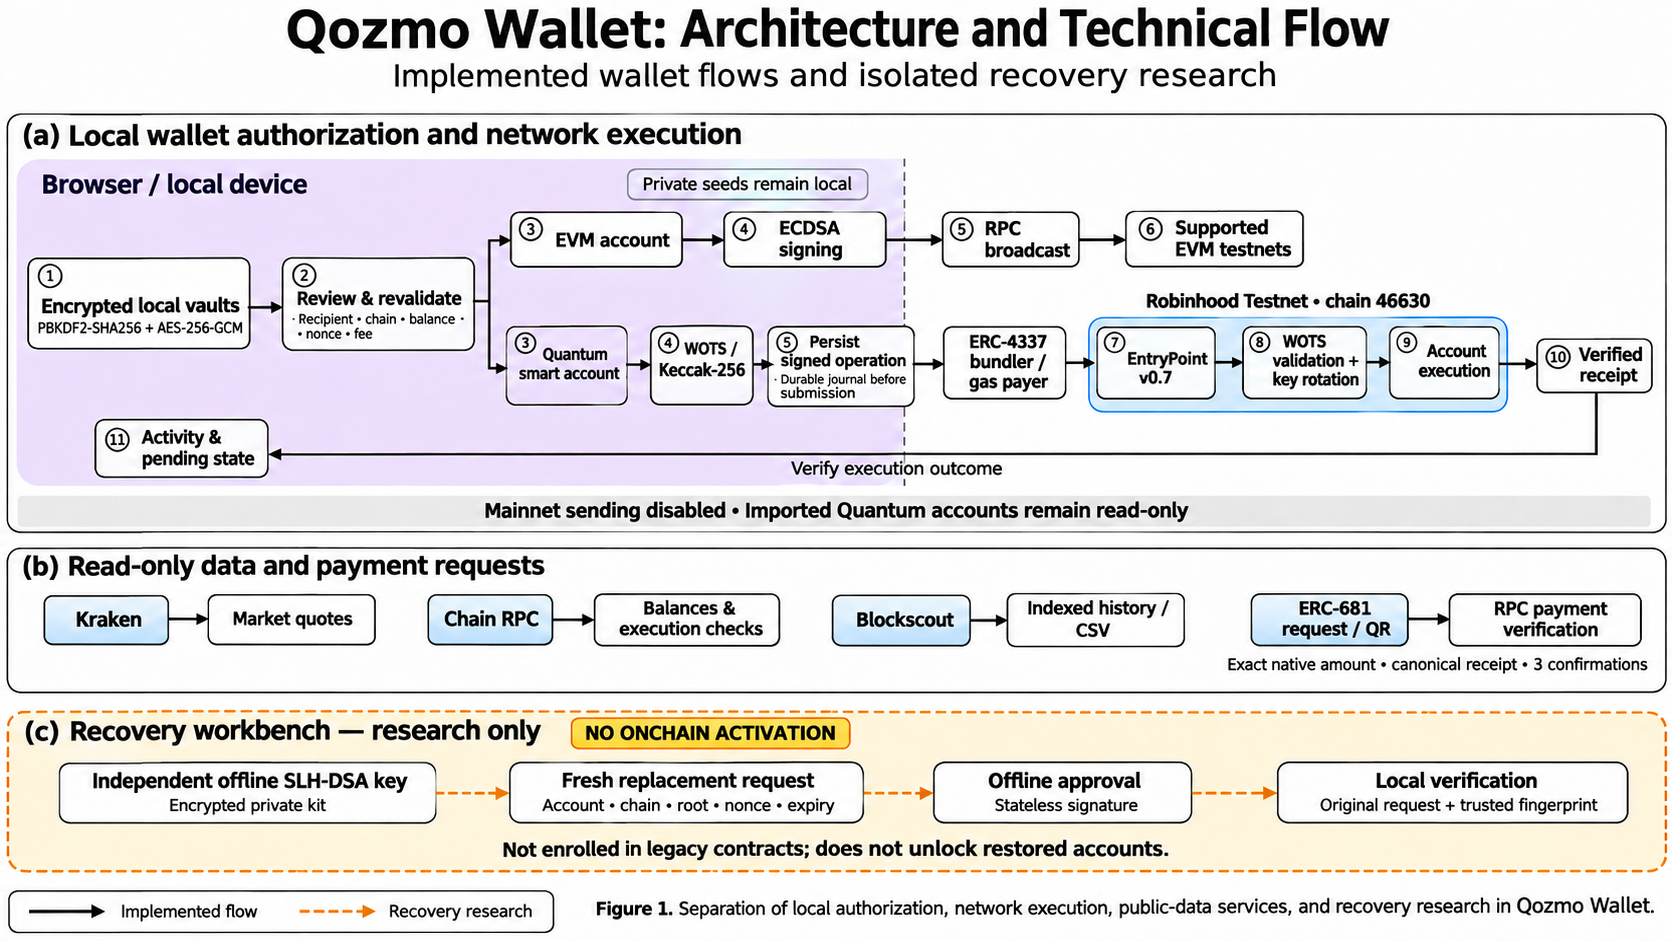 Qozmo Wallet: Architecture and Technical Flow
Implemented wallet flows and isolated recovery research
(a) Local wallet authorization and network execution
Browser / local device
Private seeds remain local
① Encrypted local vaults
PBKDF2-SHA256 + AES-256-GCM
② Review & revalidate
· Recipient • chain • balance ·
• nonce • fee
③ EVM account
④ ECDSA
signing
⑤ RPC
broadcast
⑥ Supported
EVM testnets
③ Quantum
smart account
④ WOTS /
Keccak-256
⑤ Persist
signed operation
· Durable journal before
submission
ERC-4337
bundler /
gas payer
Robinhood Testnet • chain 46630
⑦ EntryPoint
v0.7
⑧ WOTS
validation +
key rotation
⑨ Account
execution
⑩ Verified
receipt
⑪ Activity &
pending state
Verify execution outcome
Mainnet sending disabled • Imported Quantum accounts remain read-only
(b) Read-only data and payment requests
Kraken
Market quotes
Chain RPC
Balances &
execution checks
Blockscout
Indexed history /
CSV
ERC-681
request / QR
RPC payment
verification
Exact native amount • canonical receipt • 3 confirmations
(c) Recovery workbench — research only
NO ONCHAIN ACTIVATION
Independent offline SLH-DSA key
Encrypted private kit
Fresh replacement request
Account • chain • root • nonce • expiry
Offline approval
Stateless signature
Local verification
Original request + trusted fingerprint
Not enrolled in legacy contracts; does not unlock restored accounts.
Implemented flow
Recovery research
Figure 1. Separation of local authorization, network execution, public-data services, and recovery research in Qozmo Wallet.